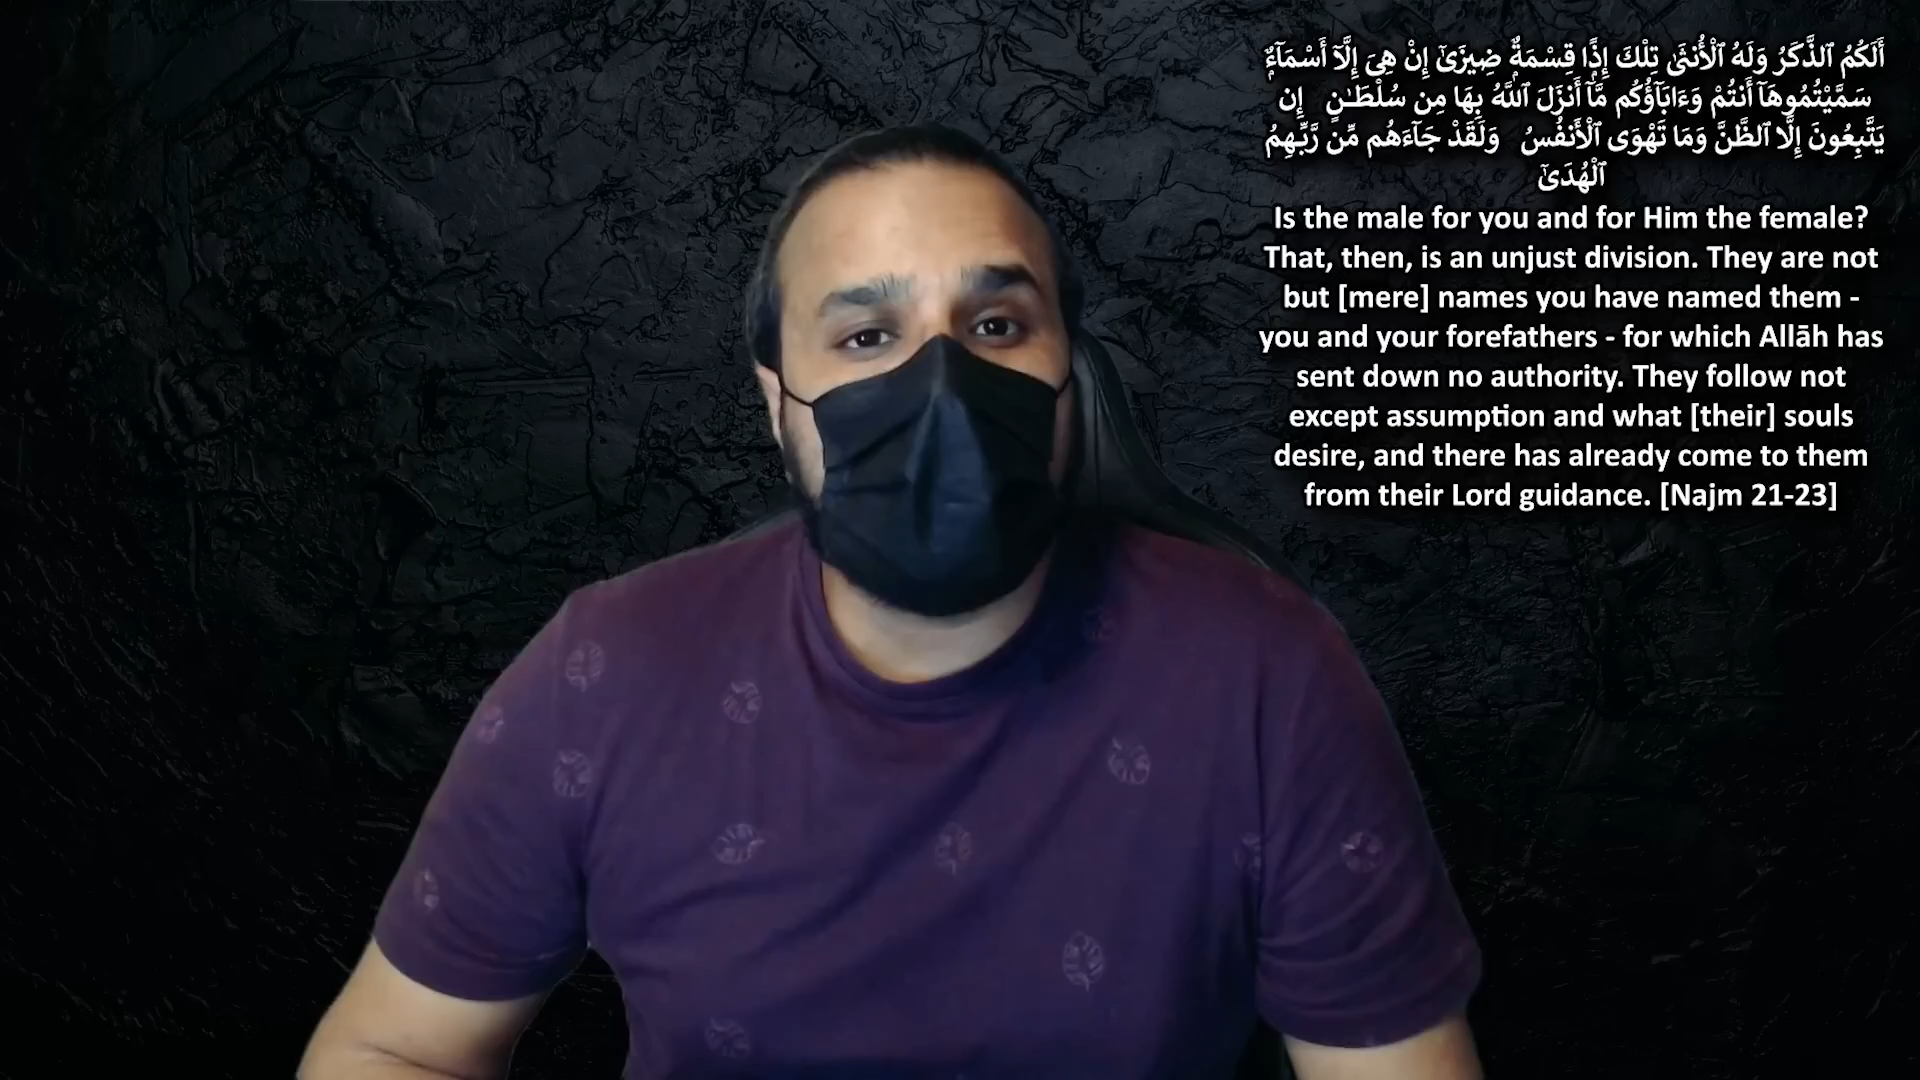 أَلَكُمُ ٱلذَّكَرُ وَلَهُ ٱلْأُنثَىٰ تِلْكَ إِذًا قِسْمَةٌ ضِيزَىٰٓ إِنْ هِىَ إِلَّآ أَسْمَآءٌ
سَمَّيْتُمُوهَآ أَنتُمْ وَءَابَآؤُكُم مَّآ أَنزَلَ ٱللَّهُ بِهَا مِن سُلْطَـٰنٍ إِن
يَتَّبِعُونَ إِلَّا ٱلظَّنَّ وَمَا تَهْوَى ٱلْأَنفُسُ وَلَقَدْ جَآءَهُم مِّن رَّبِّهِمُ
ٱلْهُدَىٰٓ
Is the male for you and for Him the female?
That, then, is an unjust division. They are not
but [mere] names you have named them -
you and your forefathers - for which Allāh has
sent down no authority. They follow not
except assumption and what [their] souls
desire, and there has already come to them
from their Lord guidance. [Najm 21-23]